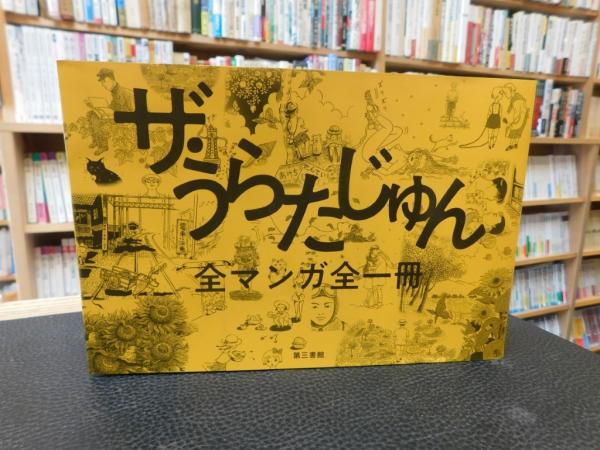 ザ・うらたじゅん
全マンガ全一冊
第三書館